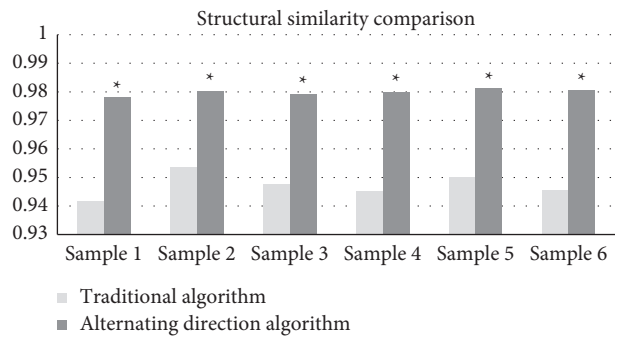 Structural similarity comparison
1
0.99
0.98
0.97
0.96
0.95
0.94
0.93
* * * * * *
Sample 1 Sample 2 Sample 3 Sample 4 Sample 5 Sample 6
Traditional algorithm
Alternating direction algorithm